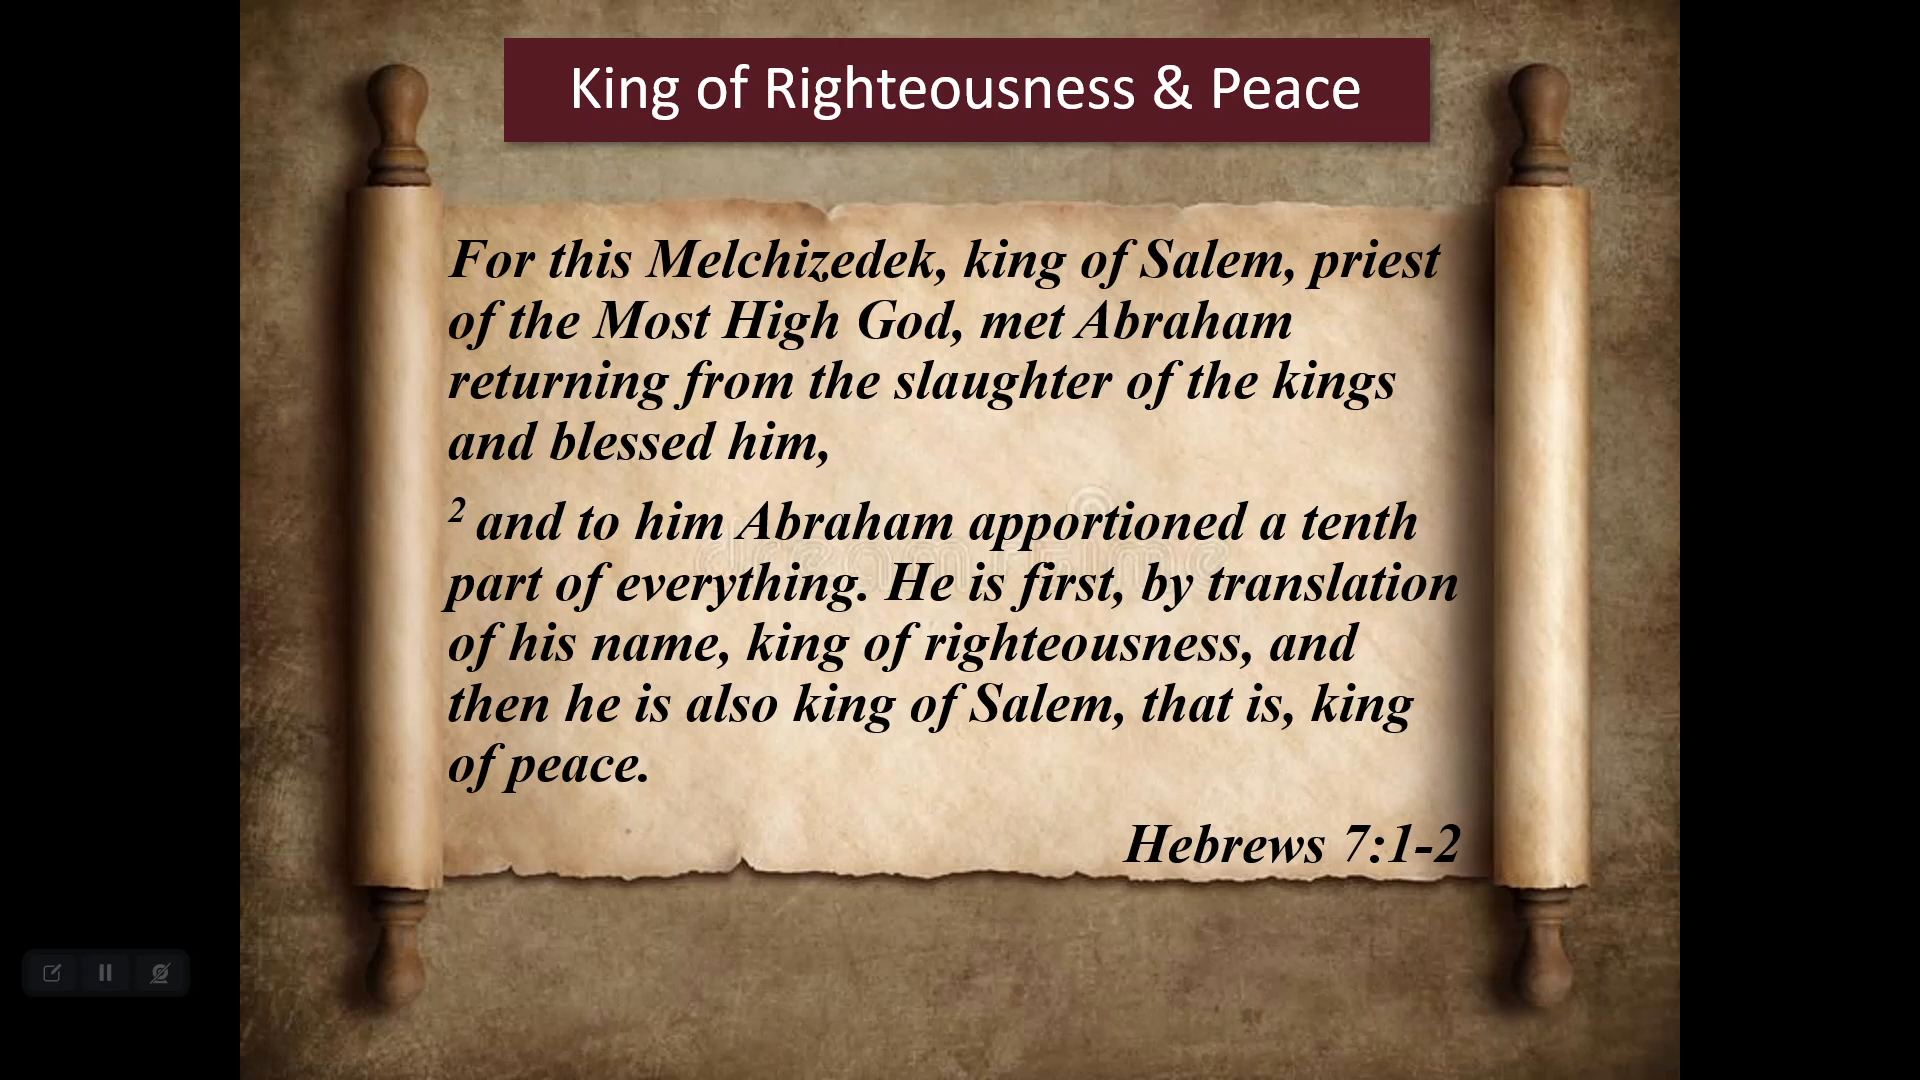 King of Righteousness & Peace
For this Melchizedek, king of Salem, priest
of the Most High God, met Abraham
returning from the slaughter of the kings
and blessed him,
2 and to him Abraham apportioned a tenth
part of everything. He is first, by translation
of his name, king of righteousness, and
then he is also king of Salem, that is, king
of peace.
Hebrews 7:1-2
dreamstime